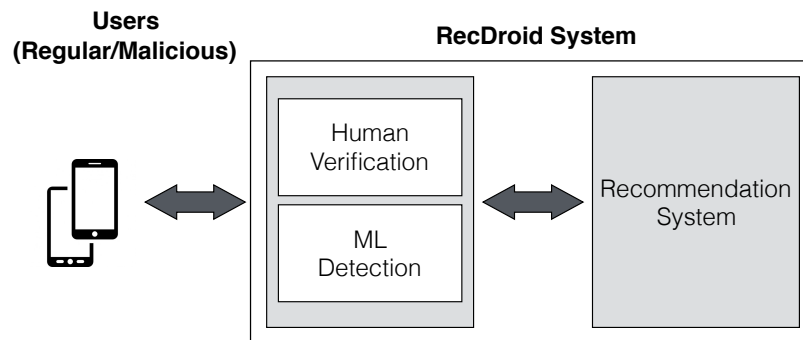 Users
(Regular/Malicious)
RecDroid System
Human
Verification
ML
Detection
Recommendation
System